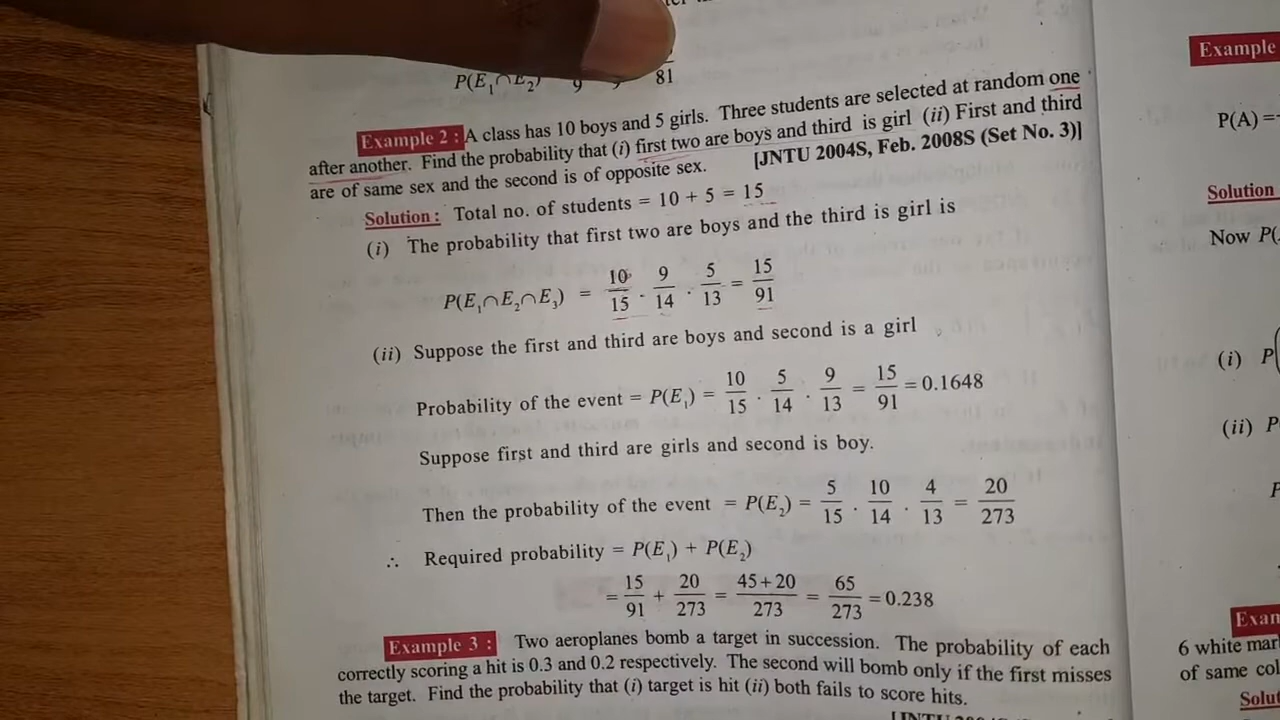 P(E₁∩E₂) 9 81
Example 2 : A class has 10 boys and 5 girls. Three students are selected at random one
after another. Find the probability that (i) first two are boys and third is girl (ii) First and third
are of same sex and the second is of opposite sex. [JNTU 2004S, Feb. 2008S (Set No. 3)]
Solution : Total no. of students = 10 + 5 = 15
(i) The probability that first two are boys and the third is girl is
P(E₁∩E₂∩E₃) = 10/15 . 9/14 . 5/13 = 15/91
(ii) Suppose the first and third are boys and second is a girl
Probability of the event = P(E₁) = 10/15 . 5/14 . 9/13 = 15/91 = 0.1648
Suppose first and third are girls and second is boy.
Then the probability of the event = P(E₂) = 5/15 . 10/14 . 4/13 = 20/273
∴ Required probability = P(E₁) + P(E₂)
= 15/91 + 20/273 = 45+20/273 = 65/273 = 0.238
Example 3 : Two aeroplanes bomb a target in succession. The probability of each
correctly scoring a hit is 0.3 and 0.2 respectively. The second will bomb only if the first misses
the target. Find the probability that (i) target is hit (ii) both fails to score hits.
Example
P(A) =
Solution
Now P(
(i) P(
(ii) P
P
Exam
6 white mar
of same col
Solut